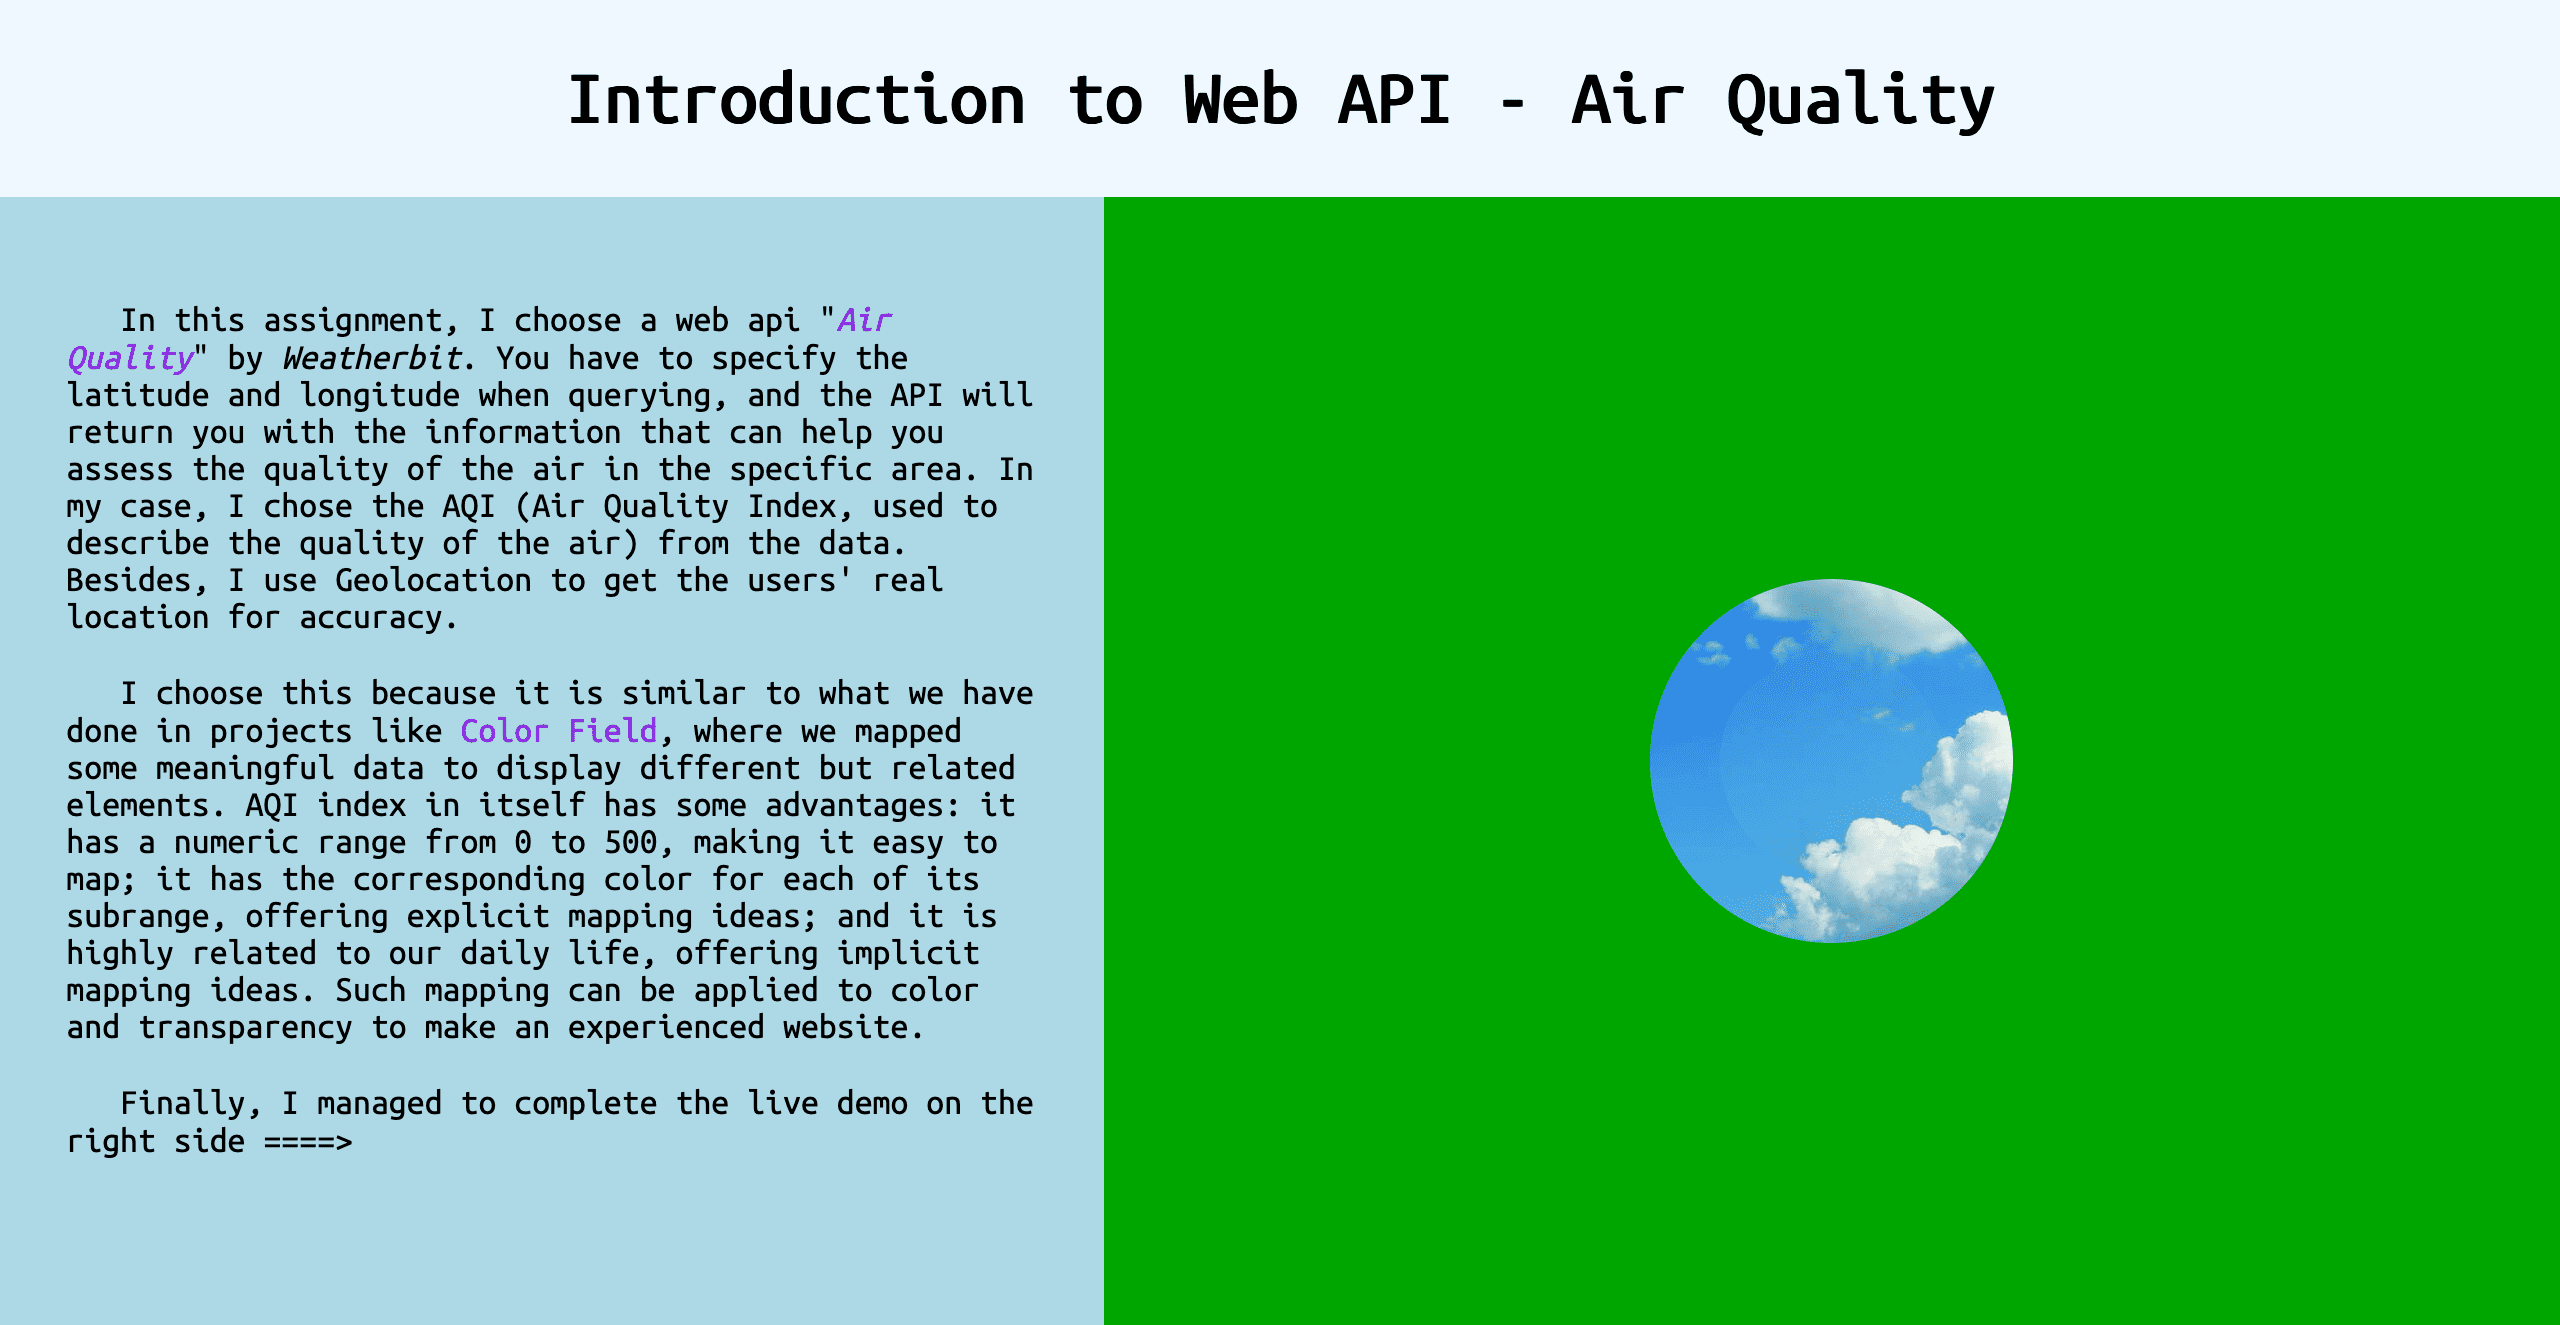 Introduction to Web API - Air Quality
In this assignment, I choose a web api "Air
Quality" by Weatherbit. You have to specify the
latitude and longitude when querying, and the API will
return you with the information that can help you
assess the quality of the air in the specific area. In
my case, I chose the AQI (Air Quality Index, used to
describe the quality of the air) from the data.
Besides, I use Geolocation to get the users' real
location for accuracy.
I choose this because it is similar to what we have
done in projects like Color Field, where we mapped
some meaningful data to display different but related
elements. AQI index in itself has some advantages: it
has a numeric range from 0 to 500, making it easy to
map; it has the corresponding color for each of its
subrange, offering explicit mapping ideas; and it is
highly related to our daily life, offering implicit
mapping ideas. Such mapping can be applied to color
and transparency to make an experienced website.
Finally, I managed to complete the live demo on the
right side ====>